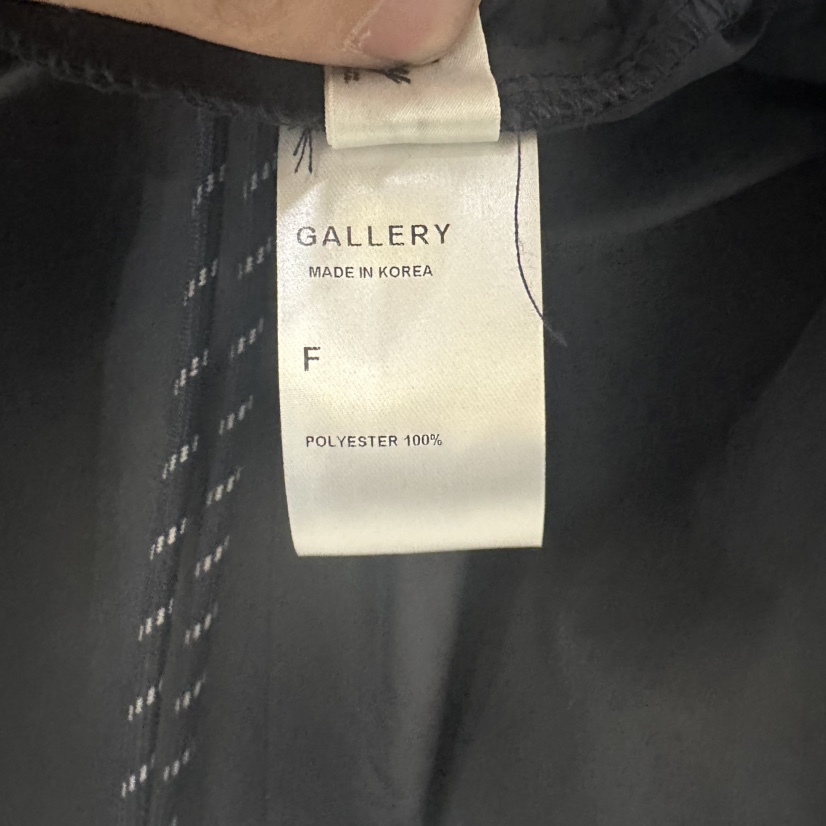 GALLERY
MADE IN KOREA
F
POLYESTER 100%